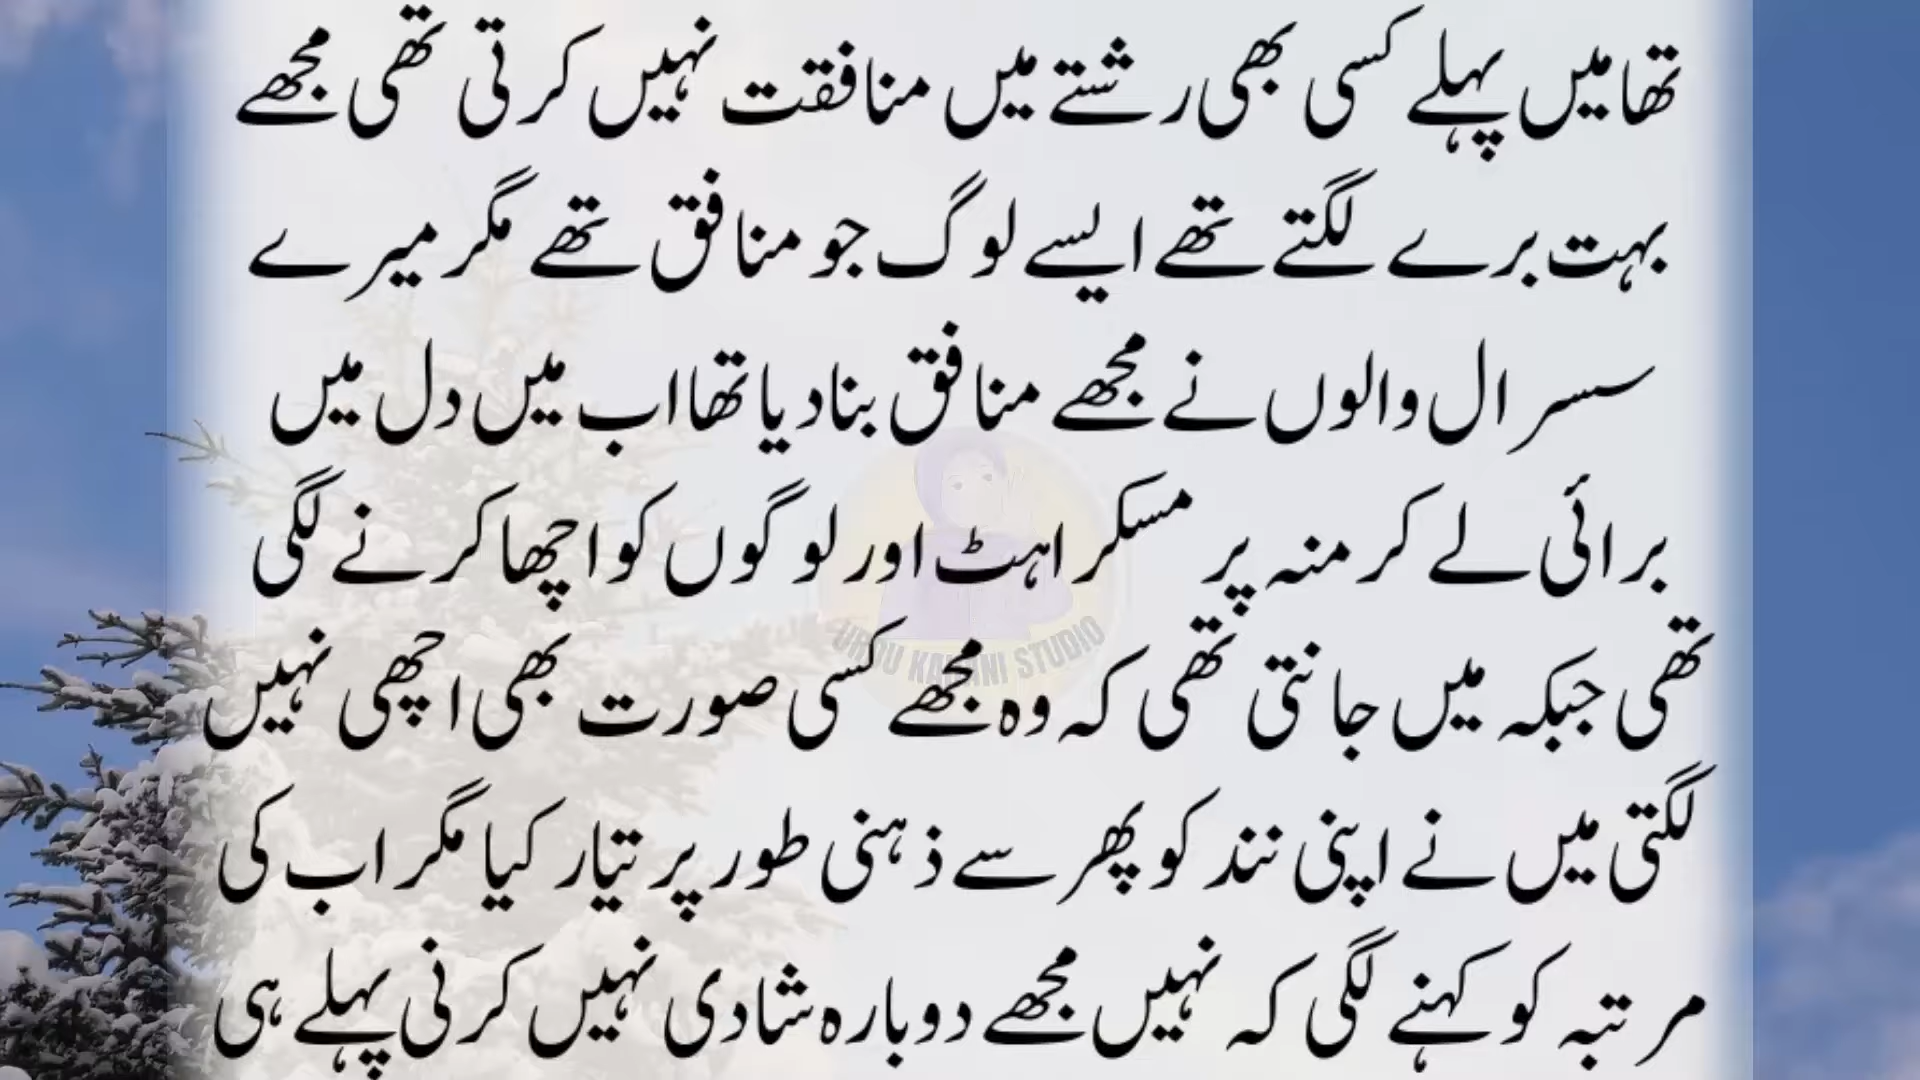 تھا میں پہلے کسی بھی رشتے میں منافقت نہیں کرتی تھی مجھے
بہت برے لگتے تھے ایسے لوگ جو منافق تھے مگر میرے
سسرال والوں نے مجھے منافق بنا دیا تھا اب میں دل میں
برائی لے کر منہ پر مسکراہٹ اور لوگوں کو اچھا کرنے لگی
URDU KAHANI STUDIO
تھی جبکہ میں جانتی تھی کہ وہ مجھے کسی صورت بھی اچھی نہیں
لگتی میں نے اپنی نند کو پھر سے ذہنی طور پر تیار کیا مگر اب کی
مرتبہ کو کہنے لگی کہ نہیں مجھے دوبارہ شادی نہیں کرنی پہلے ہی